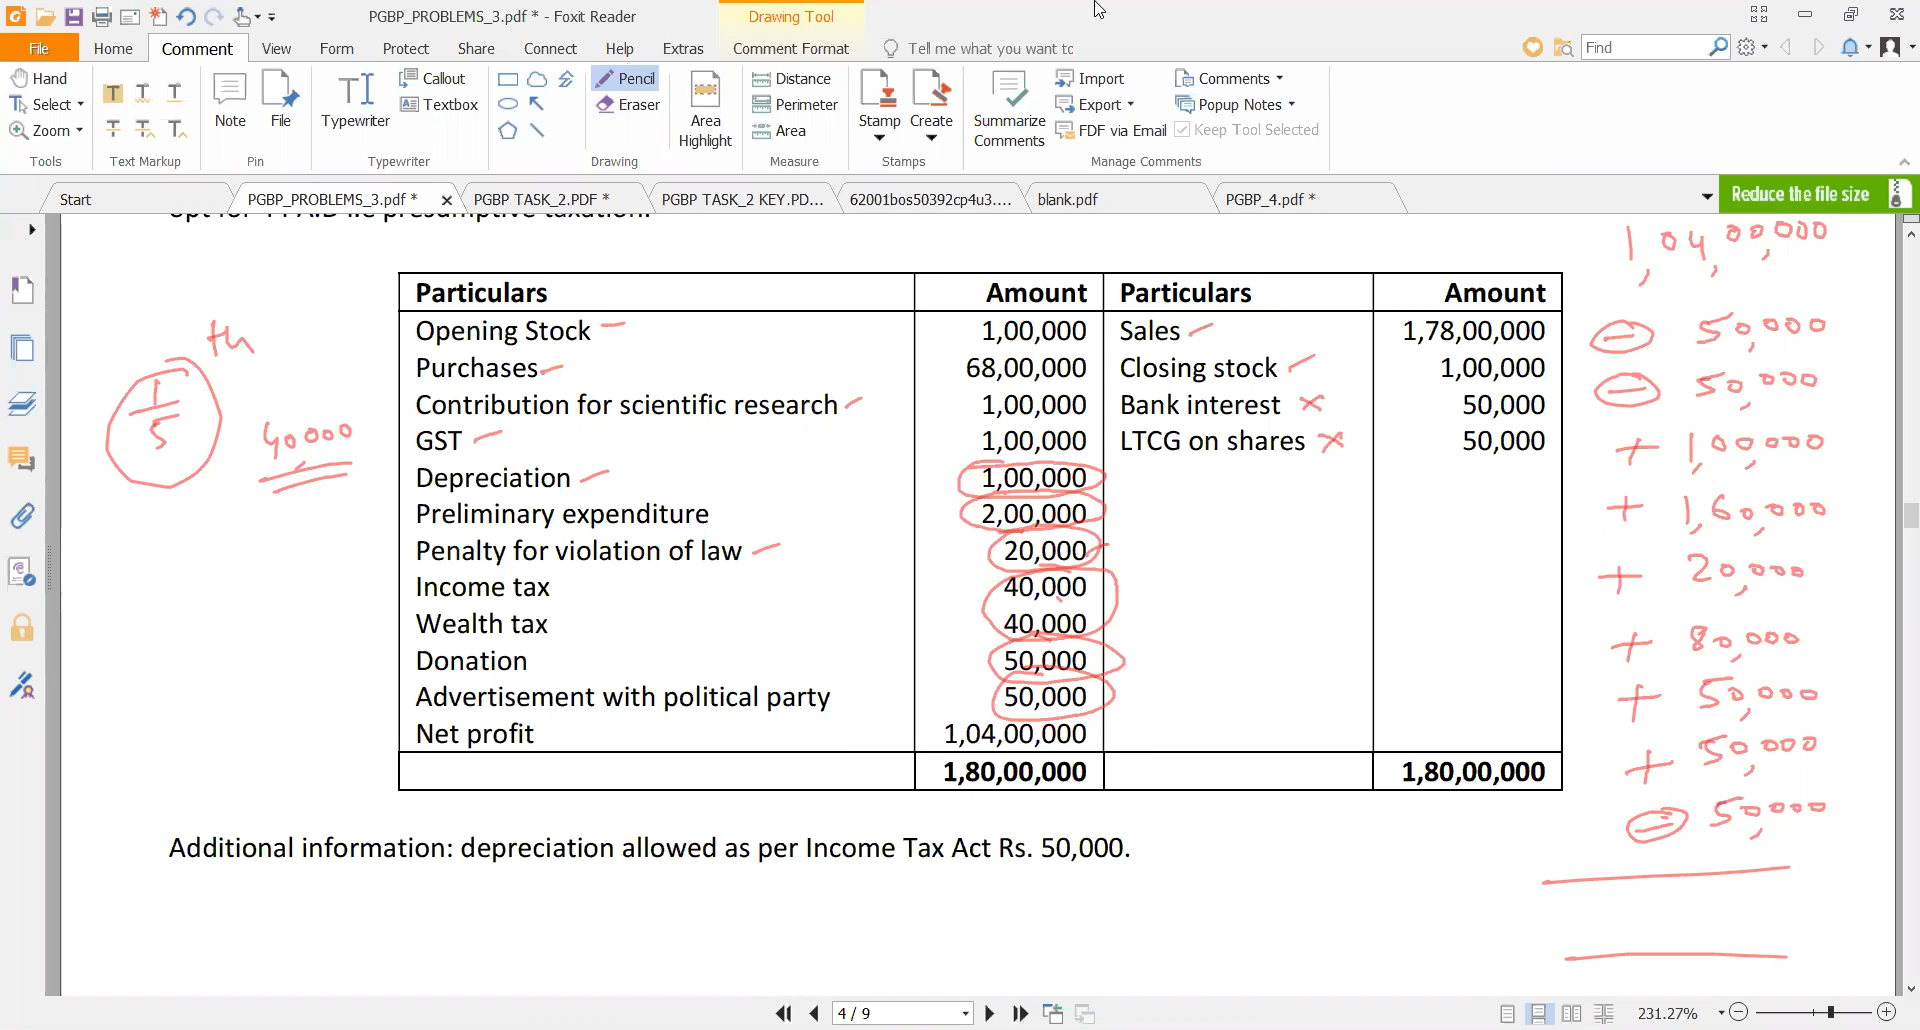 PGBP_PROBLEMS_3.pdf * - Foxit Reader
Drawing Tool
File Home Comment View Form Protect Share Connect Help Extras Comment Format Tell me what you want to Find
Hand
Select
Zoom
Tools
Text Markup
Note
File
Pin
Typewriter
Callout
Textbox
Typewriter
Pencil
Eraser
Drawing
Area Highlight
Distance
Perimeter
Area
Measure
Stamp
Create
Stamps
Summarize Comments
Import
Export
FDF via Email
Comments
Popup Notes
Keep Tool Selected
Manage Comments
Start PGBP_PROBLEMS_3.pdf * PGBP TASK_2.PDF * PGBP TASK_2 KEY.PD... 62001bos50392cp4u3.... blank.pdf PGBP_4.pdf * Reduce the file size
Particulars Amount Particulars Amount
Opening Stock 1,00,000 Sales 1,78,00,000
Purchases 68,00,000 Closing stock 1,00,000
Contribution for scientific research 1,00,000 Bank interest 50,000
GST 1,00,000 LTCG on shares 50,000
Depreciation 1,00,000
Preliminary expenditure 2,00,000
Penalty for violation of law 20,000
Income tax 40,000
Wealth tax 40,000
Donation 50,000
Advertisement with political party 50,000
Net profit 1,04,00,000
1,80,00,000 1,80,00,000
Additional information: depreciation allowed as per Income Tax Act Rs. 50,000.
1/5 th
40,000
1,04,00,000
- 50,000
- 50,000
+ 1,00,000
+ 1,60,000
+ 20,000
+ 80,000
+ 50,000
+ 50,000
- 50,000
4 / 9
231.27%